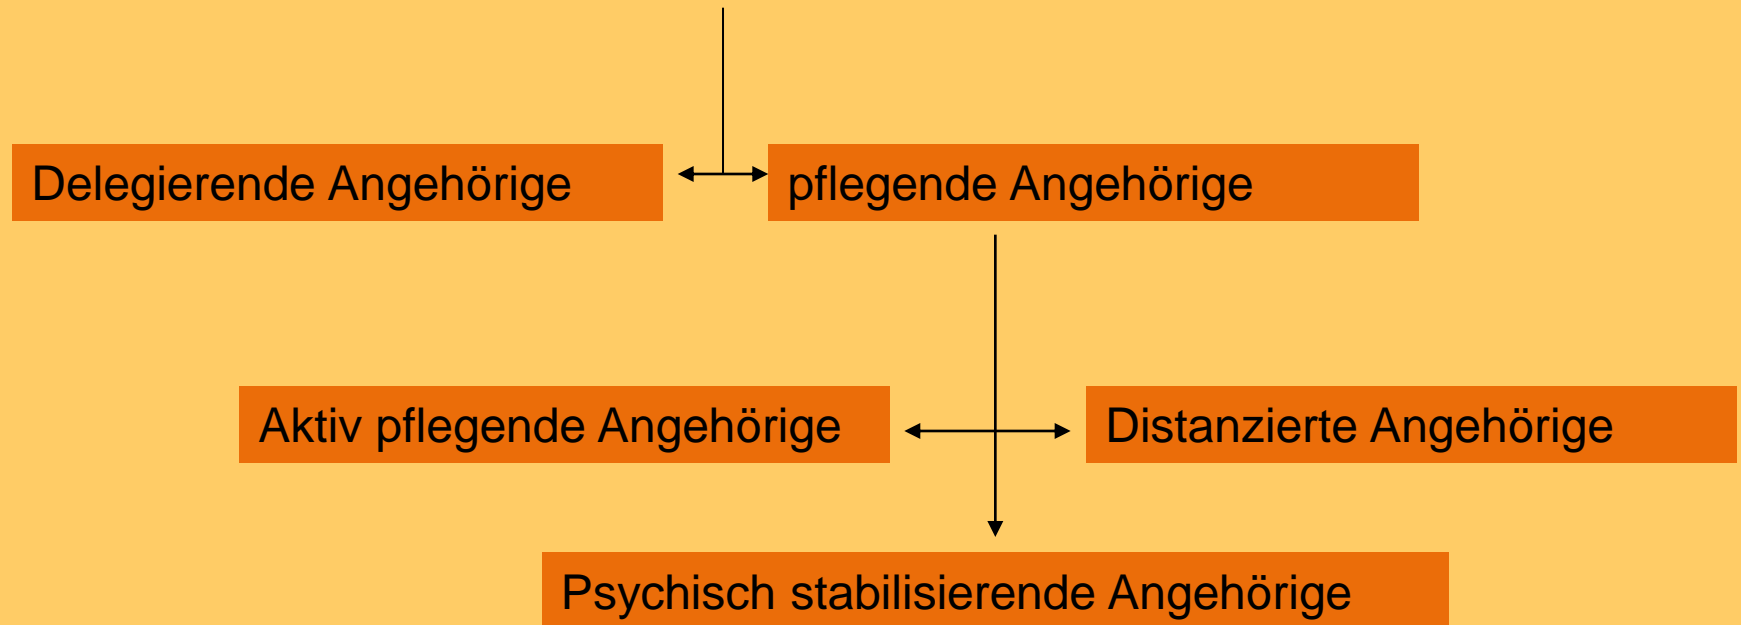 Delegierende Angehörige
pflegende Angehörige
Aktiv pflegende Angehörige
Distanzierte Angehörige
Psychisch stabilisierende Angehörige